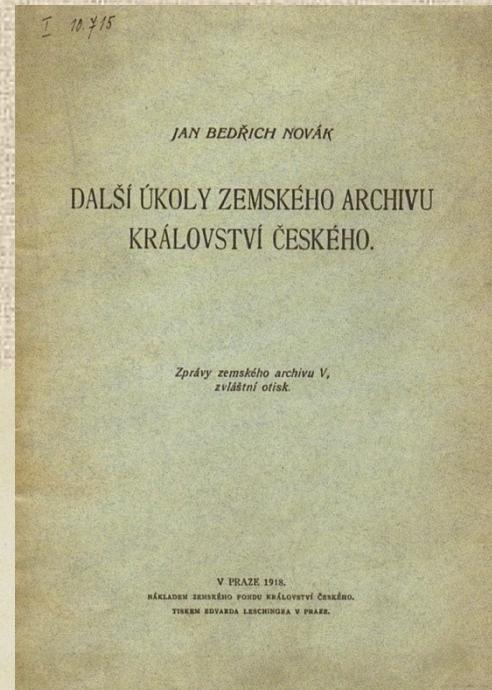 I 10.715
JAN BEDŘICH NOVÁK
DALŠÍ ÚKOLY ZEMSKÉHO ARCHIVU
KRÁLOVSTVÍ ČESKÉHO.
Zprávy zemského archivu V,
zvláštní otisk.
V PRAZE 1918.
NÁKLADEM ZEMSKÉHO FONDU KRÁLOVSTVÍ ČESKÉHO.
TISKEM EDVARDA LESCHINGRA V PRAZE.